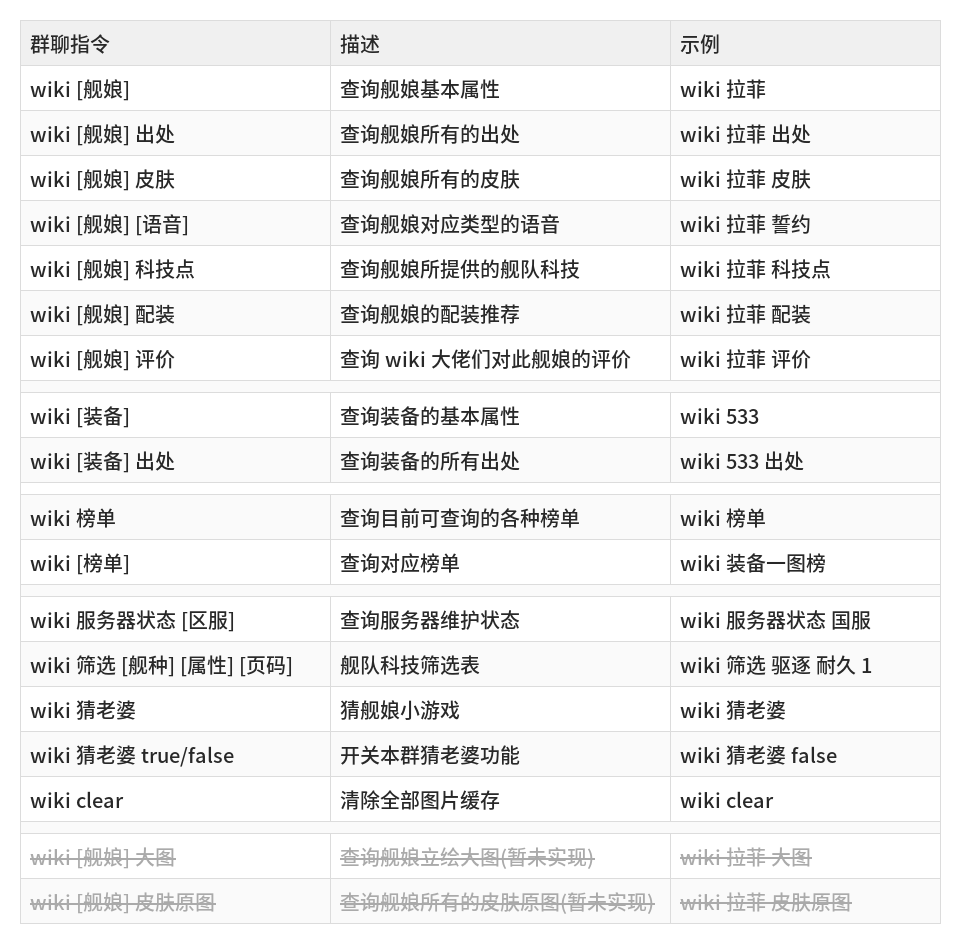 群聊指令 描述 示例
wiki [舰娘] 查询舰娘基本属性 wiki 拉菲
wiki [舰娘] 出处 查询舰娘所有的出处 wiki 拉菲 出处
wiki [舰娘] 皮肤 查询舰娘所有的皮肤 wiki 拉菲 皮肤
wiki [舰娘] [语音] 查询舰娘对应类型的语音 wiki 拉菲 誓约
wiki [舰娘] 科技点 查询舰娘所提供的舰队科技 wiki 拉菲 科技点
wiki [舰娘] 配装 查询舰娘的配装推荐 wiki 拉菲 配装
wiki [舰娘] 评价 查询 wiki 大佬们对此舰娘的评价 wiki 拉菲 评价
wiki [装备] 查询装备的基本属性 wiki 533
wiki [装备] 出处 查询装备的所有出处 wiki 533 出处
wiki 榜单 查询目前可查询的各种榜单 wiki 榜单
wiki [榜单] 查询对应榜单 wiki 装备一图榜
wiki 服务器状态 [区服] 查询服务器维护状态 wiki 服务器状态 国服
wiki 筛选 [舰种] [属性] [页码] 舰队科技筛选表 wiki 筛选 驱逐 耐久 1
wiki 猜老婆 猜舰娘小游戏 wiki 猜老婆
wiki 猜老婆 true/false 开关本群猜老婆功能 wiki 猜老婆 false
wiki clear 清除全部图片缓存 wiki clear
wiki [舰娘] 大图 查询舰娘立绘大图(暂未实现) wiki 拉菲 大图
wiki [舰娘] 皮肤原图 查询舰娘所有的皮肤原图(暂未实现) wiki 拉菲 皮肤原图